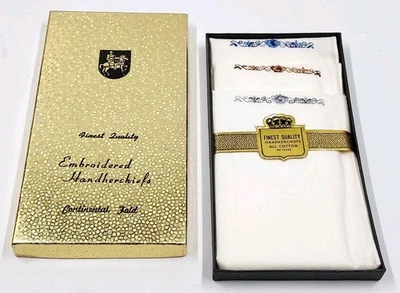 Finest Quality
Embroidered
Handkerchiefs
Continental Fold
FINEST QUALITY
HANDKERCHIEFS
ALL COTTON